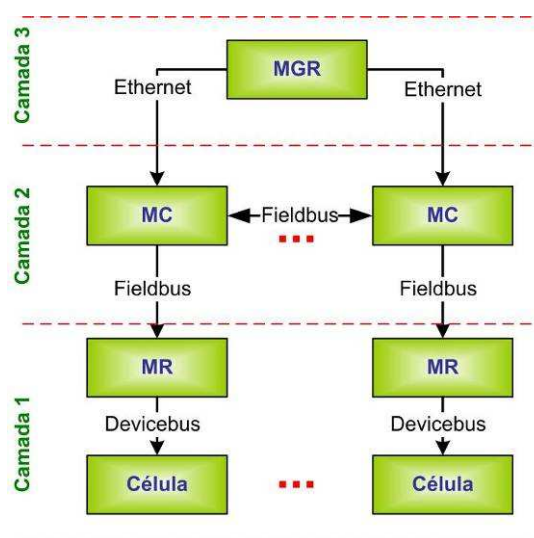 Camada 3
MGR
Ethernet
Ethernet
Camada 2
MC
Fieldbus
MC
Fieldbus
Fieldbus
Camada 1
MR
MR
Devicebus
Devicebus
Célula
Célula